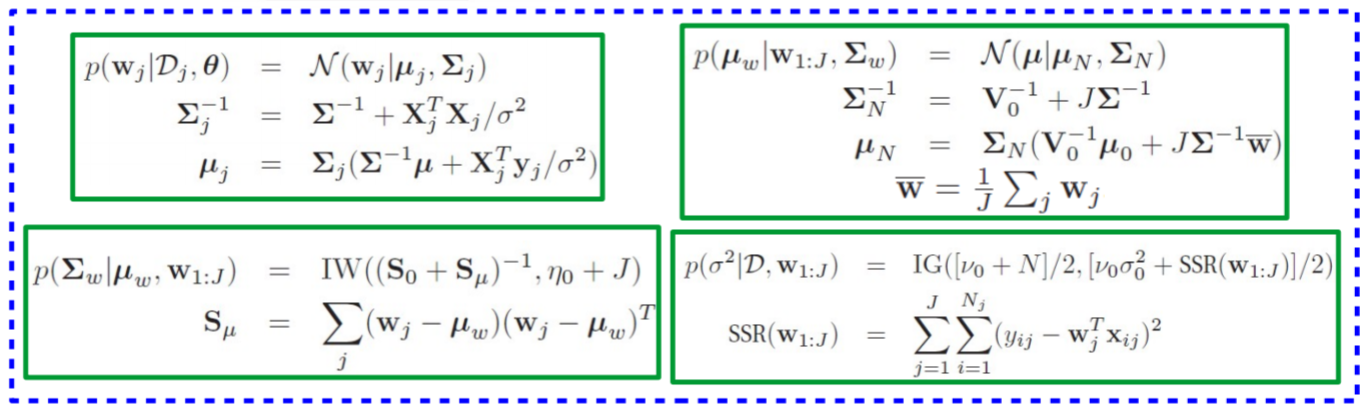 p(w_j|𝒟_j, θ) = 𝒩(w_j|μ_j, Σ_j)
Σ_j^{-1} = Σ^{-1} + X_j^T X_j/σ^2
μ_j = Σ_j(Σ^{-1}μ + X_j^T y_j/σ^2)
p(μ_w|w_{1:J}, Σ_w) = 𝒩(μ|μ_N, Σ_N)
Σ_N^{-1} = V_0^{-1} + JΣ^{-1}
μ_N = Σ_N(V_0^{-1}μ_0 + JΣ^{-1}w̅)
w̅ = \frac{1}{J} ∑_j w_j
p(Σ_w|μ_w, w_{1:J}) = IW((S_0 + S_μ)^{-1}, η_0 + J)
S_μ = ∑_j (w_j − μ_w)(w_j − μ_w)^T
p(σ^2|𝒟, w_{1:J}) = IG([ν_0 + N]/2, [ν_0σ_0^2 + SSR(w_{1:J})]/2)
SSR(w_{1:J}) = ∑_{j=1}^{J} ∑_{i=1}^{N_j} (y_{ij} − w_j^T x_{ij})^2